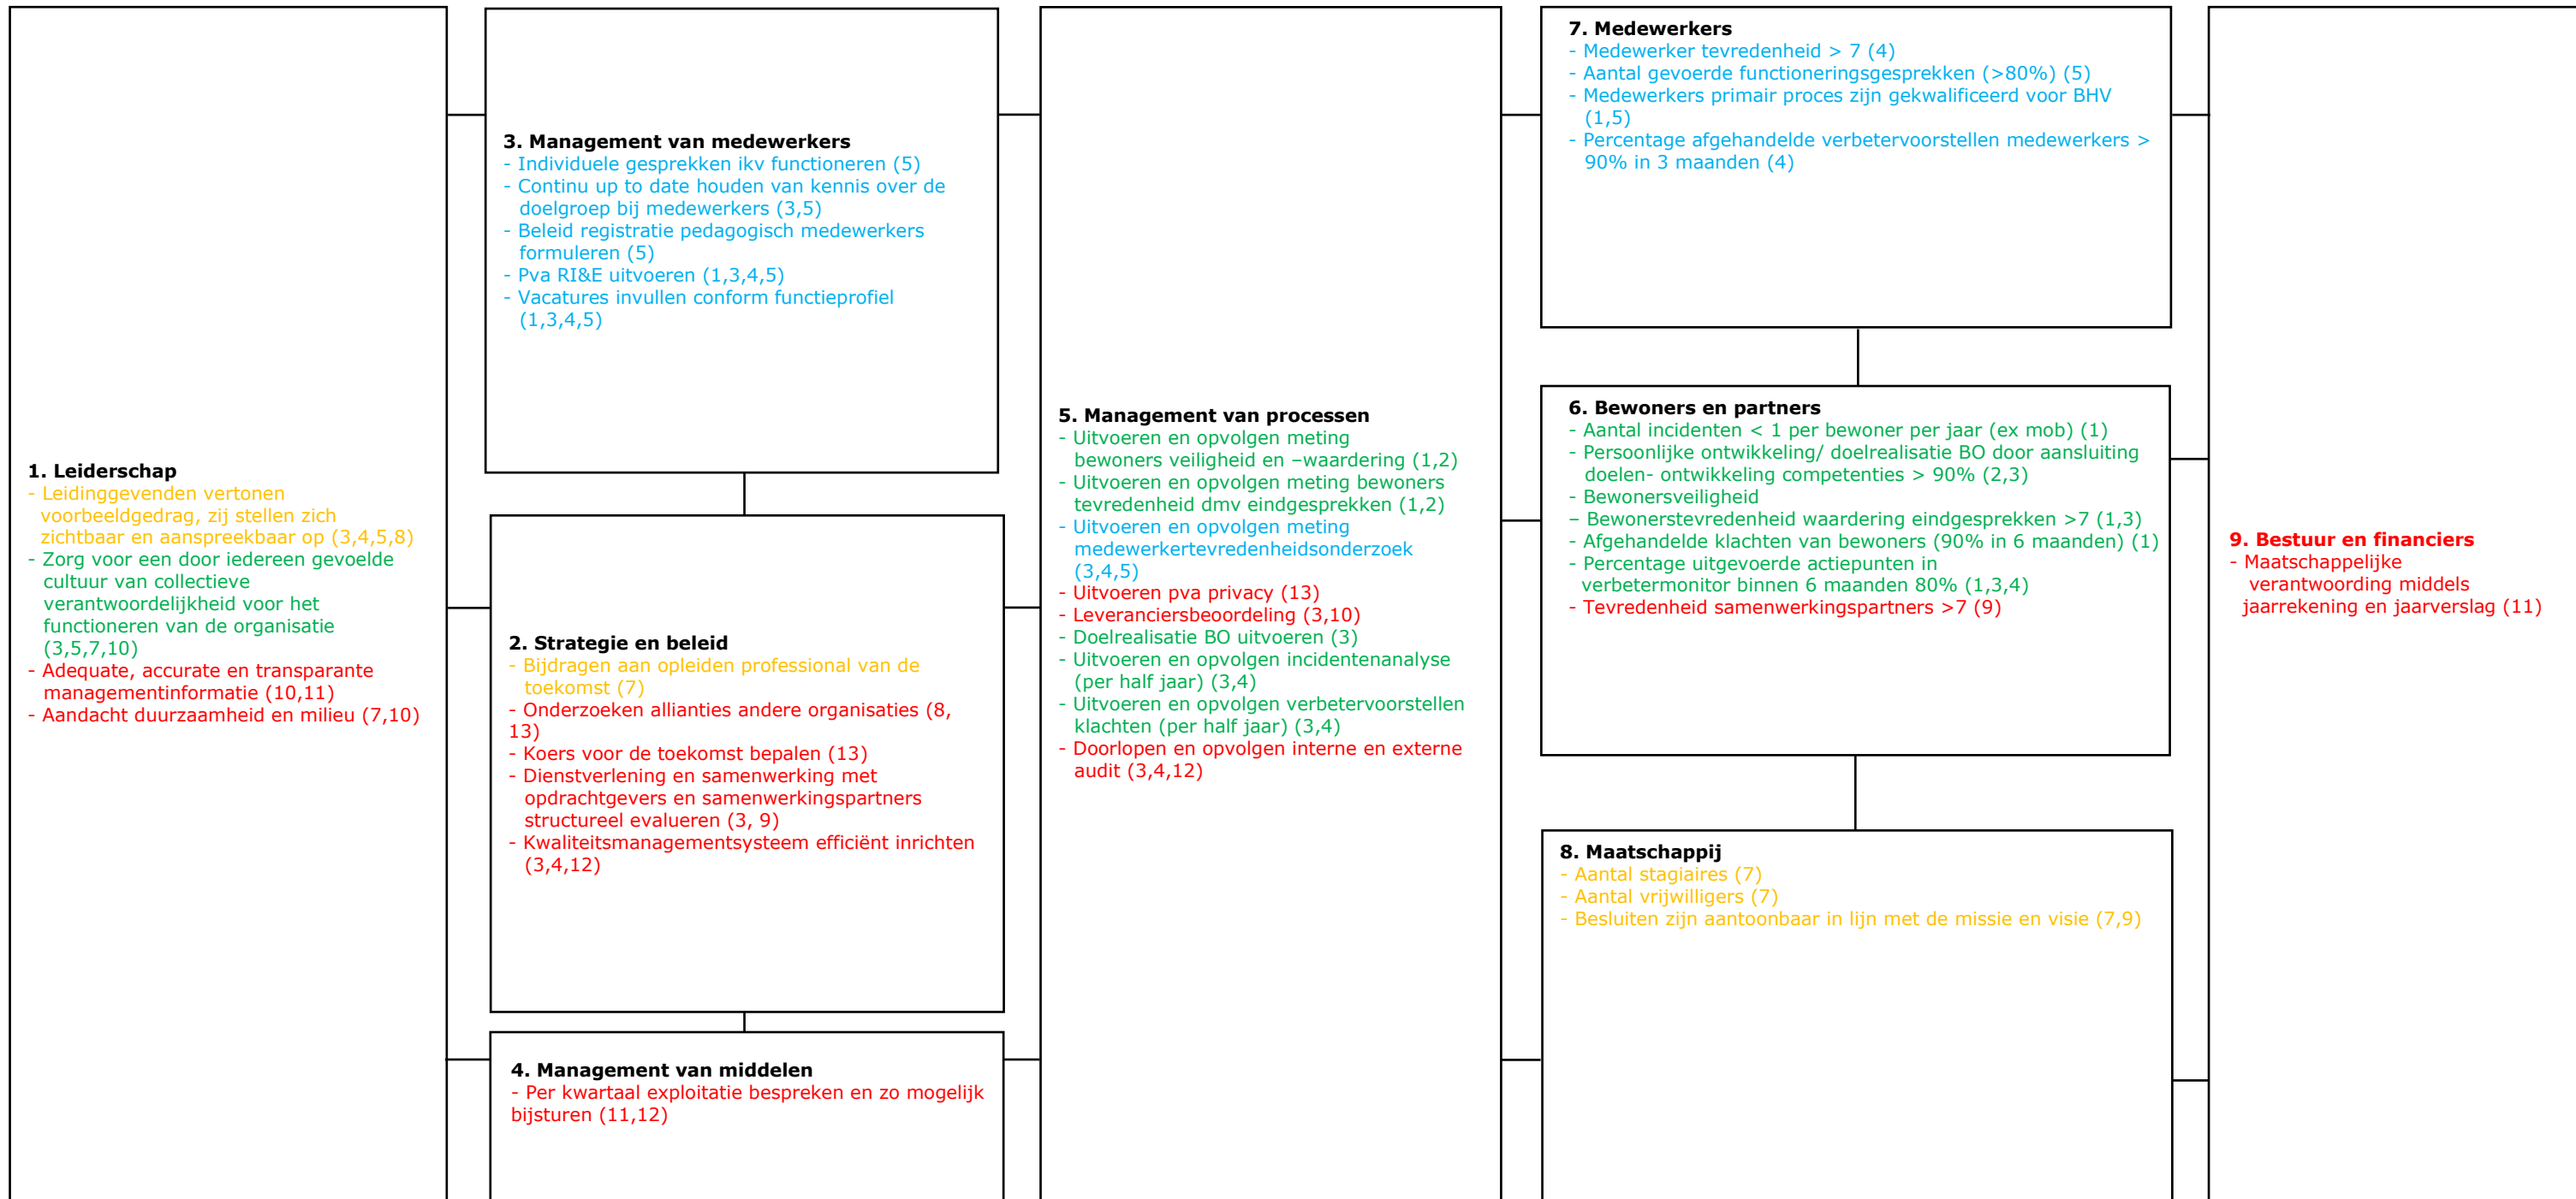 1. Leiderschap
- Leidinggevenden vertonen
voorbeeldgedrag, zij stellen zich
zichtbaar en aanspreekbaar op (3,4,5,8)
- Zorg voor een door iedereen gevoelde
cultuur van collectieve
verantwoordelijkheid voor het
functioneren van de organisatie
(3,5,7,10)
- Adequate, accurate en transparante
managementinformatie (10,11)
- Aandacht duurzaamheid en milieu (7,10)
3. Management van medewerkers
- Individuele gesprekken ikv functioneren (5)
- Continu up to date houden van kennis over de
doelgroep bij medewerkers (3,5)
- Beleid registratie pedagogisch medewerkers
formuleren (5)
- Pva RI&E uitvoeren (1,3,4,5)
- Vacatures invullen conform functieprofiel
(1,3,4,5)
2. Strategie en beleid
- Bijdragen aan opleiden professional van de
toekomst (7)
- Onderzoeken allianties andere organisaties (8,
13)
- Koers voor de toekomst bepalen (13)
- Dienstverlening en samenwerking met
opdrachtgevers en samenwerkingspartners
structureel evalueren (3, 9)
- Kwaliteitsmanagementsysteem efficiënt inrichten
(3,4,12)
4. Management van middelen
- Per kwartaal exploitatie bespreken en zo mogelijk
bijsturen (11,12)
5. Management van processen
- Uitvoeren en opvolgen meting
bewoners veiligheid en –waardering (1,2)
- Uitvoeren en opvolgen meting bewoners
tevredenheid dmv eindgesprekken (1,2)
- Uitvoeren en opvolgen meting
medewerkertevredenheidsonderzoek
(3,4,5)
- Uitvoeren pva privacy (13)
- Leveranciersbeoordeling (3,10)
- Doelrealisatie BO uitvoeren (3)
- Uitvoeren en opvolgen incidentenanalyse
(per half jaar) (3,4)
- Uitvoeren en opvolgen verbetervoorstellen
klachten (per half jaar) (3,4)
- Doorlopen en opvolgen interne en externe
audit (3,4,12)
7. Medewerkers
- Medewerker tevredenheid > 7 (4)
- Aantal gevoerde functioneringsgesprekken (>80%) (5)
- Medewerkers primair proces zijn gekwalificeerd voor BHV
(1,5)
- Percentage afgehandelde verbetervoorstellen medewerkers >
90% in 3 maanden (4)
6. Bewoners en partners
- Aantal incidenten < 1 per bewoner per jaar (ex mob) (1)
- Persoonlijke ontwikkeling/ doelrealisatie BO door aansluiting
doelen- ontwikkeling competenties > 90% (2,3)
- Bewonersveiligheid
– Bewonerstevredenheid waardering eindgesprekken >7 (1,3)
- Afgehandelde klachten van bewoners (90% in 6 maanden) (1)
- Percentage uitgevoerde actiepunten in
verbetermonitor binnen 6 maanden 80% (1,3,4)
- Tevredenheid samenwerkingspartners >7 (9)
8. Maatschappij
- Aantal stagiaires (7)
- Aantal vrijwilligers (7)
- Besluiten zijn aantoonbaar in lijn met de missie en visie (7,9)
9. Bestuur en financiers
- Maatschappelijke
verantwoording middels
jaarrekening en jaarverslag (11)